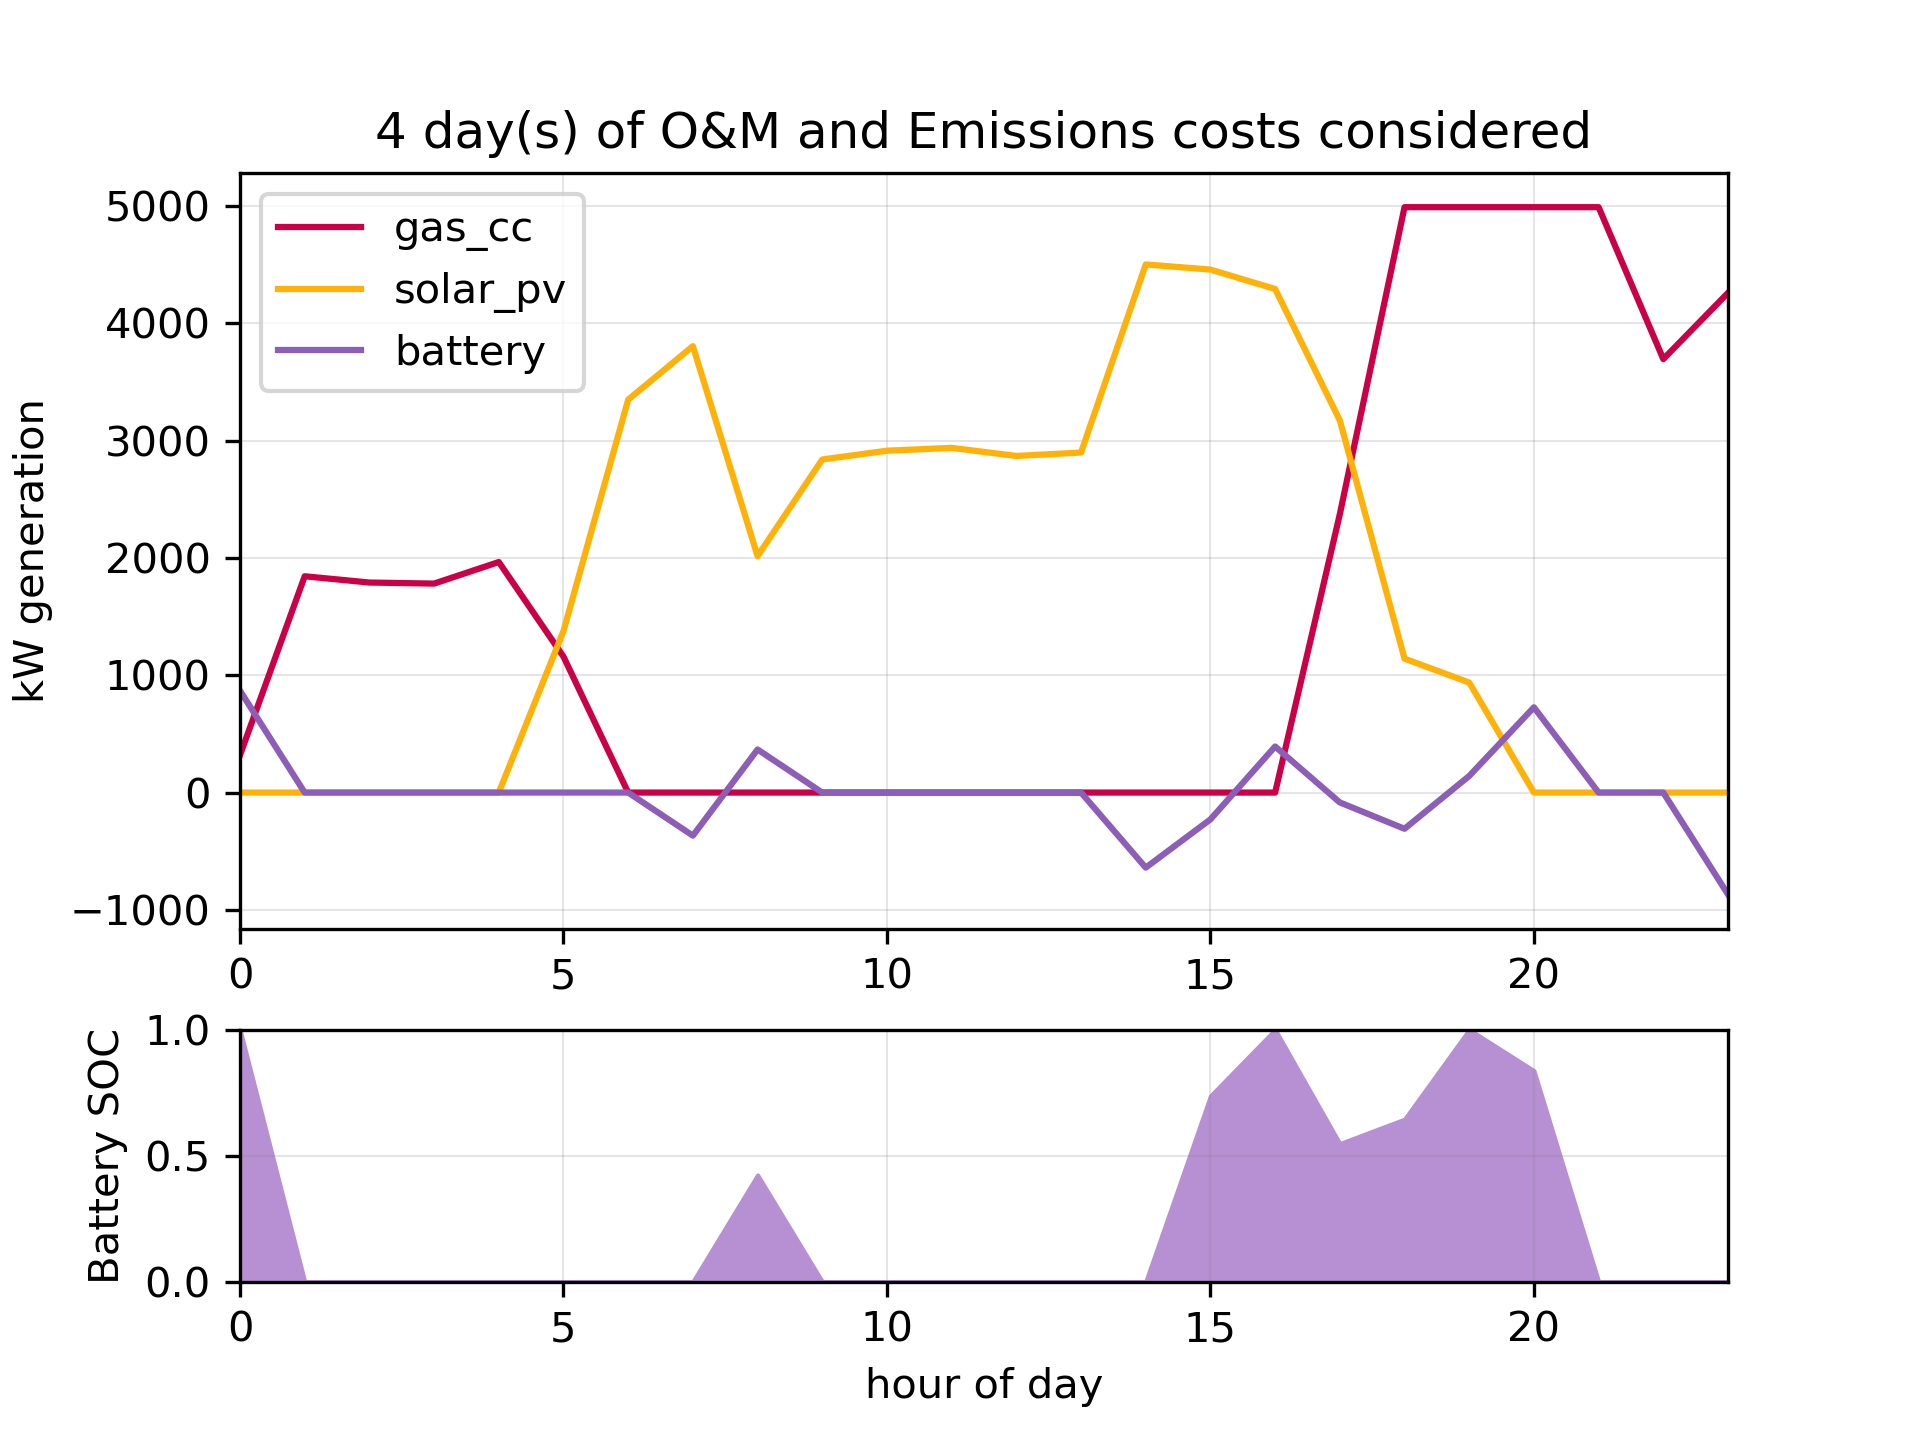 4 day(s) of O&M and Emissions costs considered
5000
4000
3000
2000
1000
0
−1000
kW generation
gas_cc
solar_pv
battery
0 5 10 15 20
1.0
0.5
0.0
Battery SOC
0 5 10 15 20
hour of day